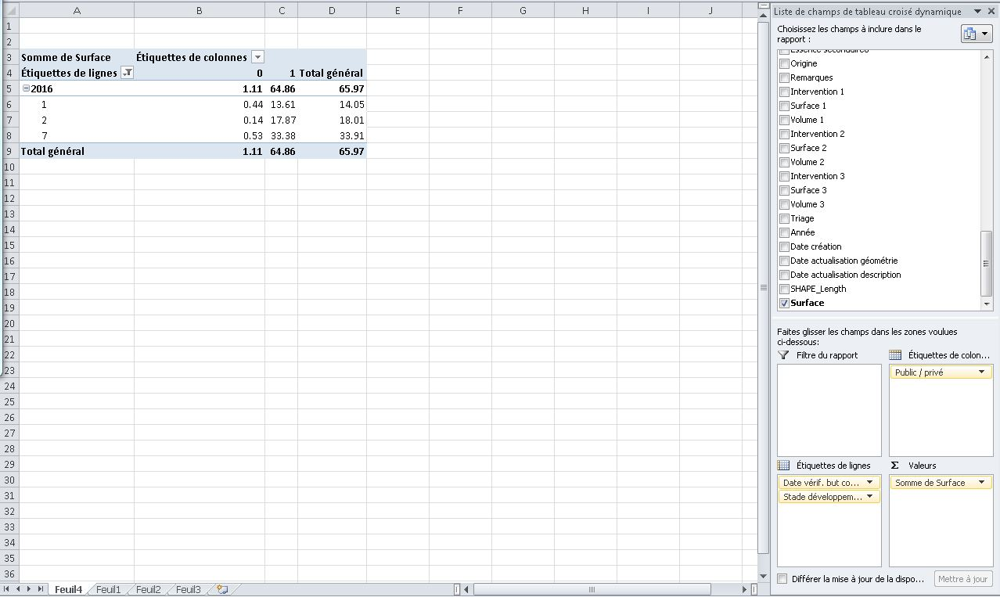 A B C D E F G H I J
1
2
3 Somme de Surface Étiquettes de colonnes
4 Étiquettes de lignes 0 1 Total général
5 2016 1.11 64.86 65.97
6 1 0.44 13.61 14.05
7 2 0.14 17.87 18.01
8 7 0.53 33.38 33.91
9 Total général 1.11 64.86 65.97
10
11
12
13
14
15
16
17
18
19
20
21
22
23
24
25
26
27
28
29
30
31
32
33
34
35
36
Feuil4 Feuil1 Feuil2 Feuil3
Liste de champs de tableau croisé dynamique
Choisissez les champs à inclure dans le
rapport :
Essence secondaires
Origine
Remarques
Intervention 1
Surface 1
Volume 1
Intervention 2
Surface 2
Volume 2
Intervention 3
Surface 3
Volume 3
Triage
Année
Date création
Date actualisation géométrie
Date actualisation description
SHAPE_Length
Surface
Faites glisser les champs dans les zones voulues
ci-dessous:
Filtre du rapport Étiquettes de colon...
Public / privé
Étiquettes de lignes Σ Valeurs
Date vérif. but co... Somme de Surface
Stade développem...
Différer la mise à jour de la dispo... Mettre à jour